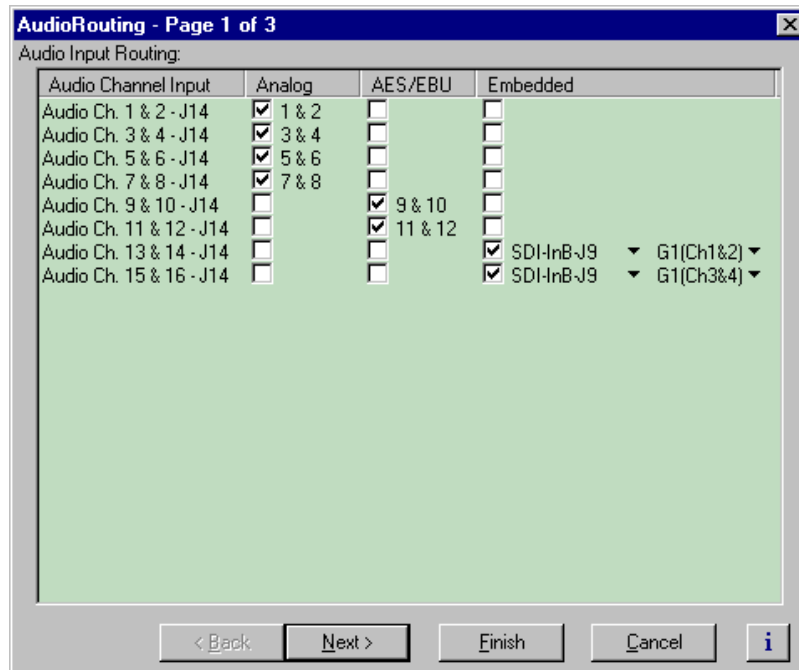 AudioRouting - Page 1 of 3
Audio Input Routing:
Audio Channel Input Analog AES/EBU Embedded
Audio Ch. 1 & 2 - J14 1 & 2
Audio Ch. 3 & 4 - J14 3 & 4
Audio Ch. 5 & 6 - J14 5 & 6
Audio Ch. 7 & 8 - J14 7 & 8
Audio Ch. 9 & 10 - J14 9 & 10
Audio Ch. 11 & 12 - J14 11 & 12
Audio Ch. 13 & 14 - J14 SDI-InB-J9 G1(Ch1&2)
Audio Ch. 15 & 16 - J14 SDI-InB-J9 G1(Ch3&4)
< Back Next > Finish Cancel i